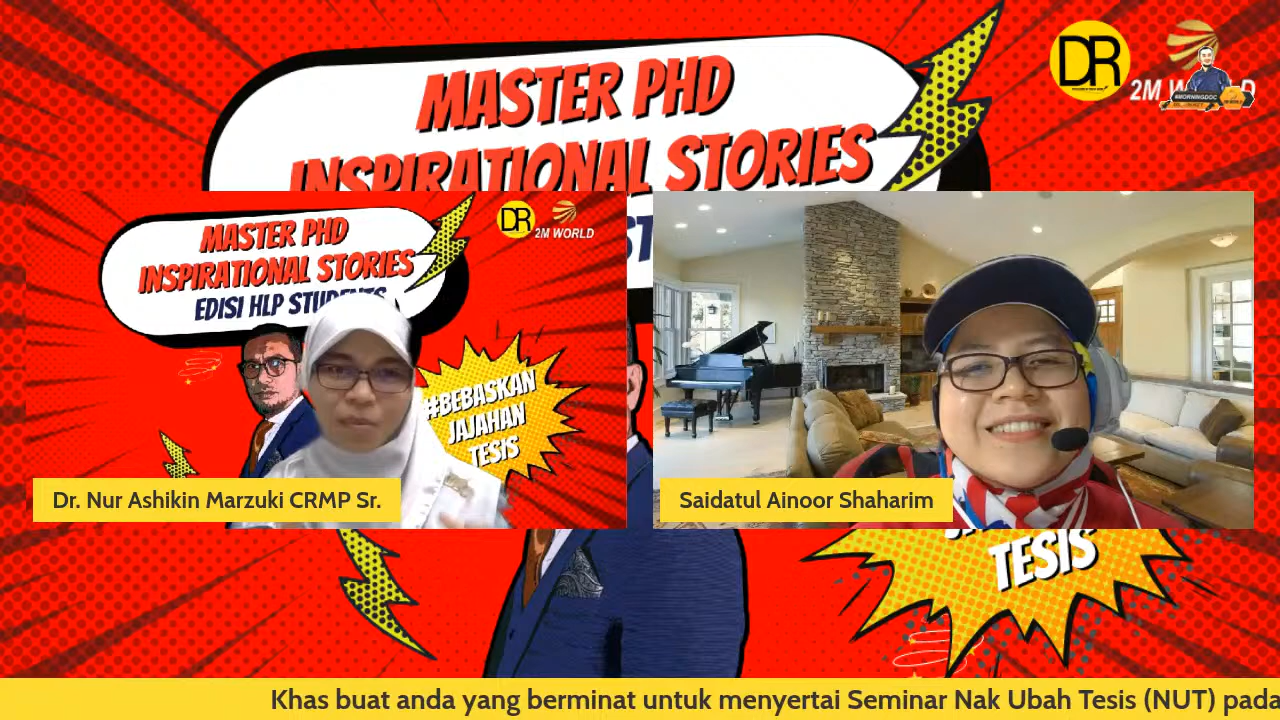 MASTER PHD
INSPIRATIONAL STORIES
DR
2M WORLD
#MORNINGDOC
MASTER PHD
INSPIRATIONAL STORIES
EDISI HLP STUDENTS
DR
2M WORLD
#BEBASKAN
JAJAHAN
TESIS
Dr. Nur Ashikin Marzuki CRMP Sr.
Saidatul Ainoor Shaharim
TESIS
Khas buat anda yang berminat untuk menyertai Seminar Nak Ubah Tesis (NUT) pada